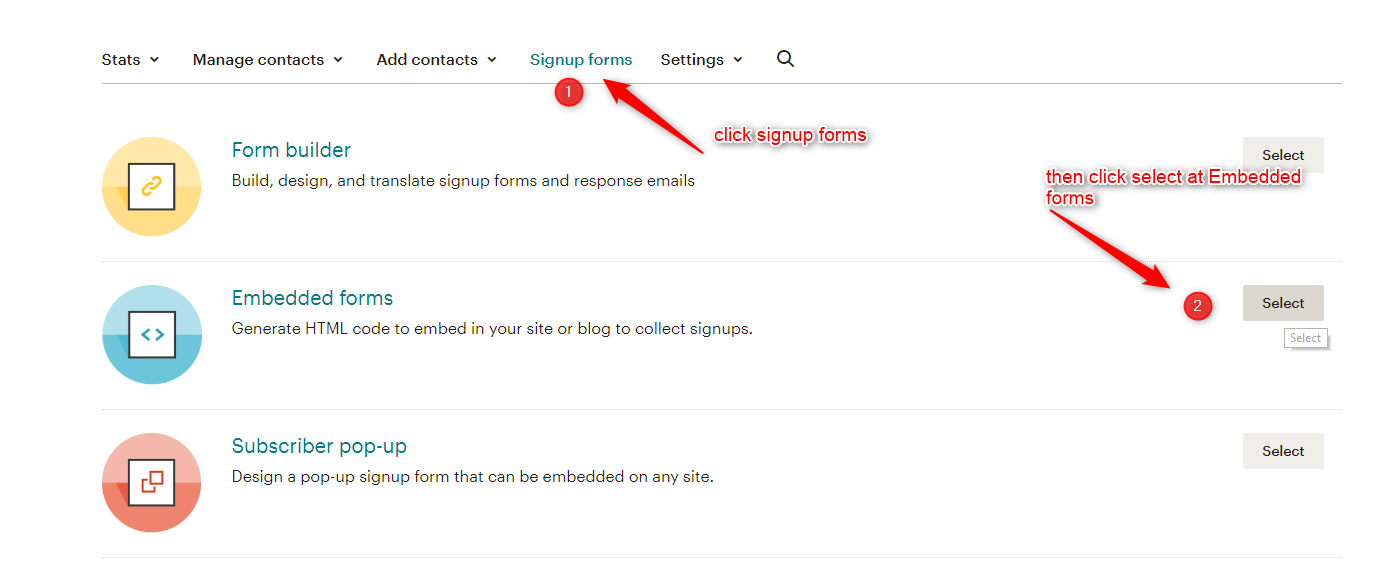 Stats Manage contacts Add contacts Signup forms Settings
1
click signup forms
Form builder
Select
Build, design, and translate signup forms and response emails
then click select at Embedded
forms
Embedded forms
2
Select
Generate HTML code to embed in your site or blog to collect signups.
Select
Subscriber pop-up
Select
Design a pop-up signup form that can be embedded on any site.